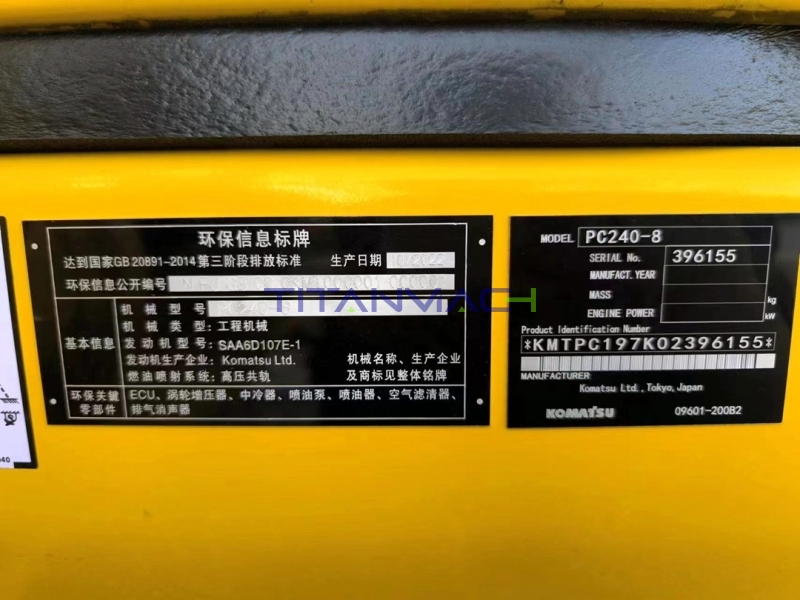 环保信息标牌
达到国家GB 20891-2014第三阶段排放标准 生产日期
环保信息公开编号
基本信息
机械型号:
机械类型:工程机械
发动机型号:SAA6D107E-1
发动机生产企业:Komatsu Ltd.
燃油喷射系统:高压共轨
机械名称、生产企业
及商标见整体铭牌
环保关键
零部件
ECU、涡轮增压器、中冷器、喷油泵、喷油器、空气滤清器、
排气消声器
TITANMACH
MODEL PC240-8
SERIAL No. 396155
MANUFACT. YEAR
MASS kg
ENGINE POWER kW
Product Identification Number
*KMTPC197K02396155*
MANUFACTURER
Komatsu Ltd., Tokyo, Japan
KOMATSU 09601-200B2